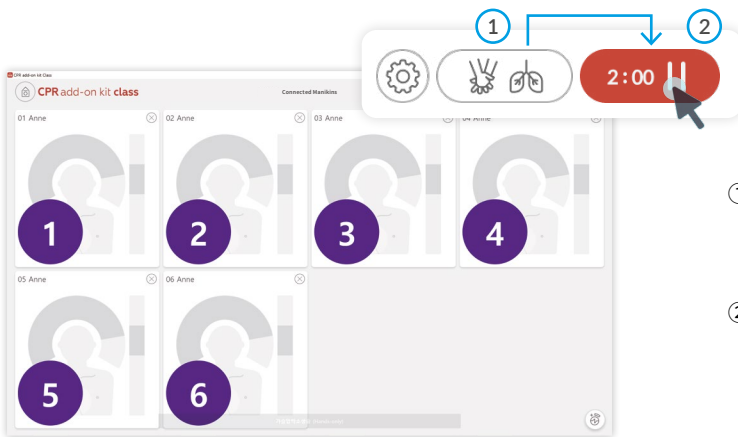 1 2
2:00
CPR add-on kit Class
CPR add-on kit class
Connected Manikins
01 Anne
02 Anne
03 Anne
04 Anne
1
2
3
4
05 Anne
06 Anne
5
6